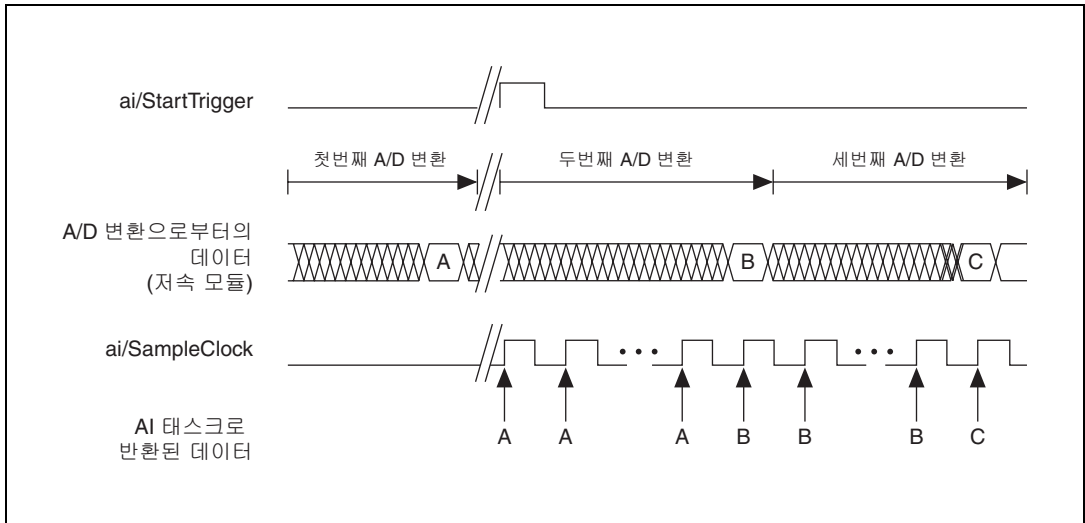 ai/StartTrigger
첫번째 A/D 변환
두번째 A/D 변환
세번째 A/D 변환
A/D 변환으로부터의
데이터
(저속 모듈)
A
B
C
ai/SampleClock
AI 태스크로
반환된 데이터
A A A B B B C